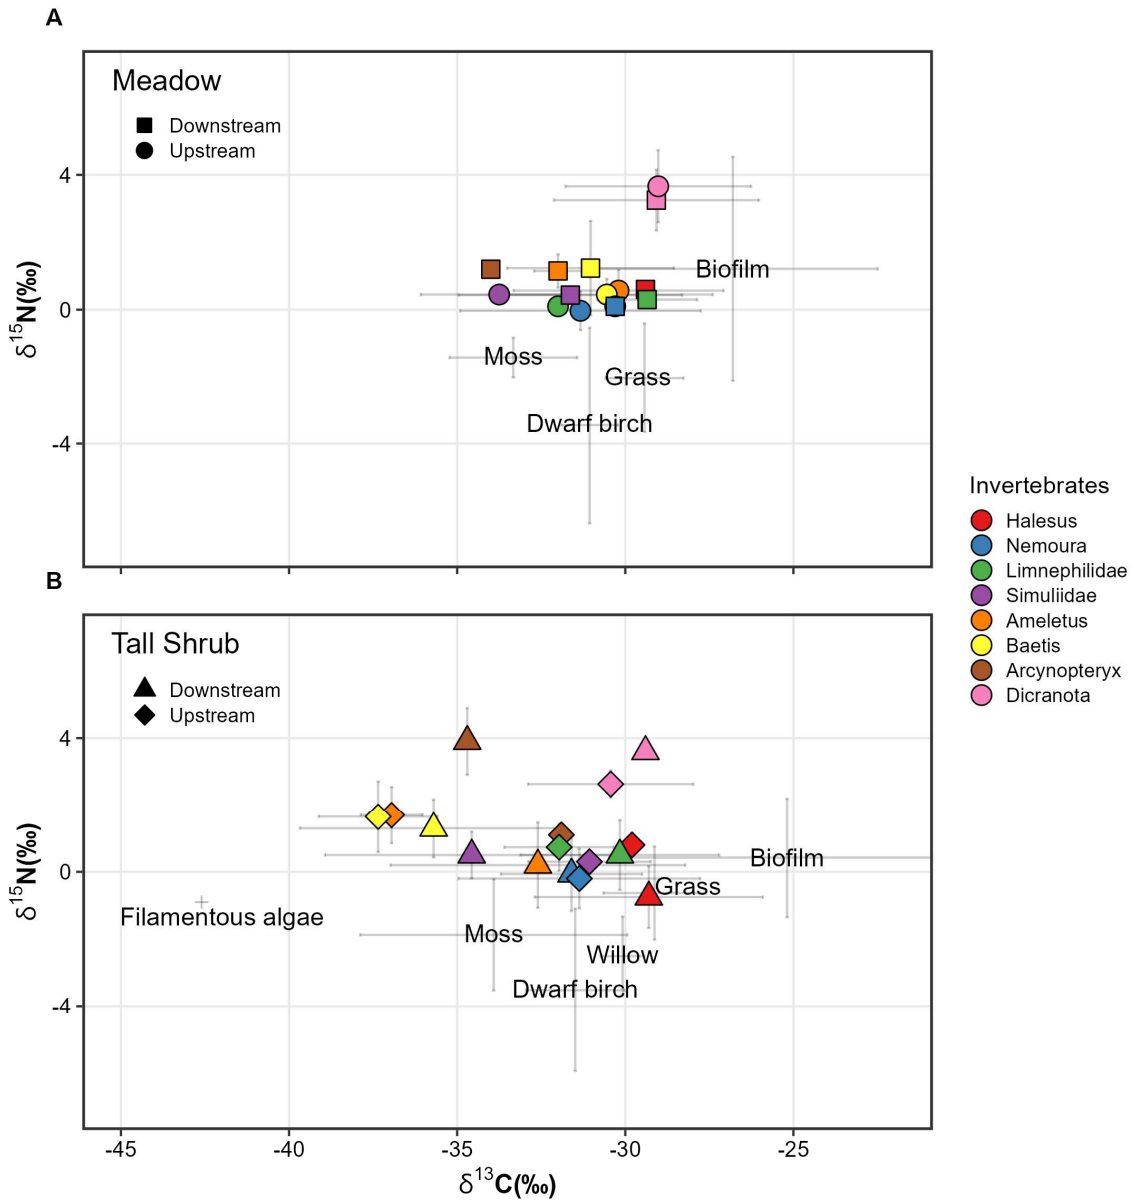 A
Meadow
Downstream
Upstream
4
0
-4
δ15N(‰)
Biofilm
Moss
Grass
Dwarf birch
B
Tall Shrub
Downstream
Upstream
4
0
-4
δ15N(‰)
Biofilm
Grass
Filamentous algae
Moss
Willow
Dwarf birch
-45
-40
-35
-30
-25
δ13C(‰)
Invertebrates
Halesus
Nemoura
Limnephilidae
Simuliidae
Ameletus
Baetis
Arcynopteryx
Dicranota